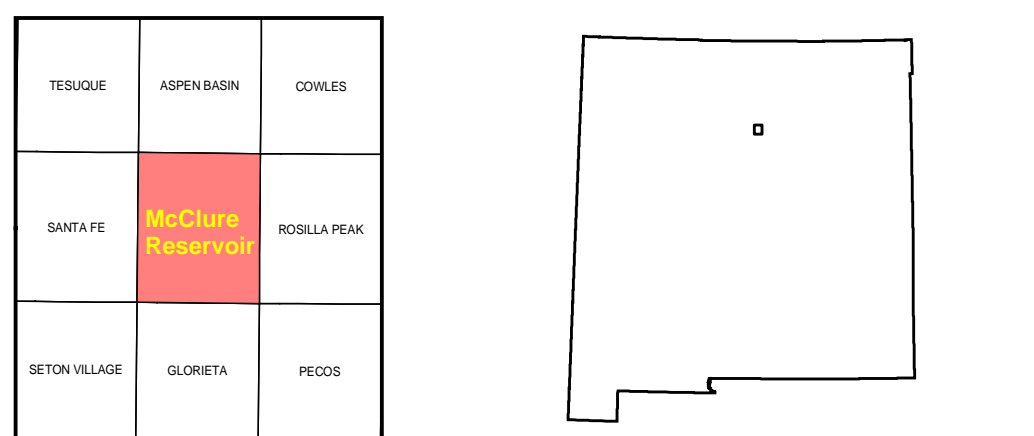 TESUQUE
ASPEN BASIN
COWLES
SANTA FE
McClure
Reservoir
ROSILLA PEAK
SETON VILLAGE
GLORIETA
PECOS